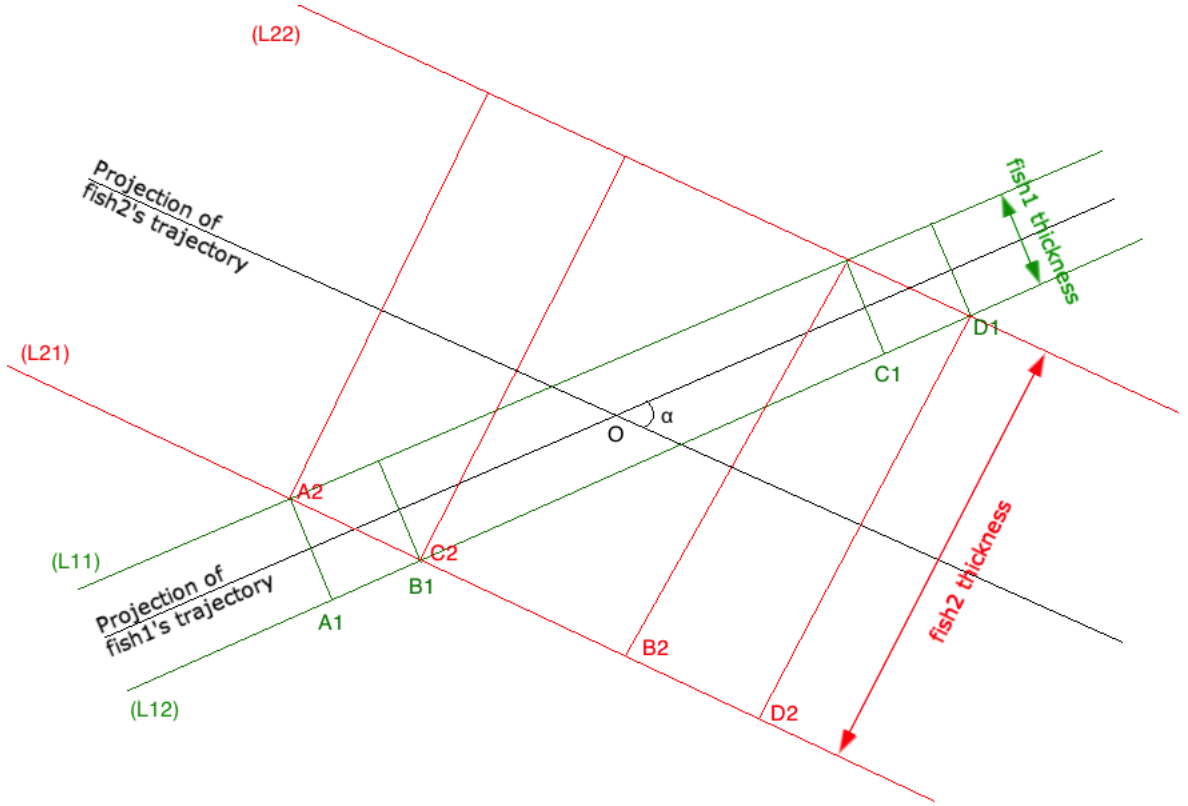 (L22)
Projection of
fish2's trajectory
fish1 thickness
(L21)
D1
C1
α
O
A2
C2
(L11)
B1
Projection of
fish1's trajectory
A1
B2
fish2 thickness
(L12)
D2